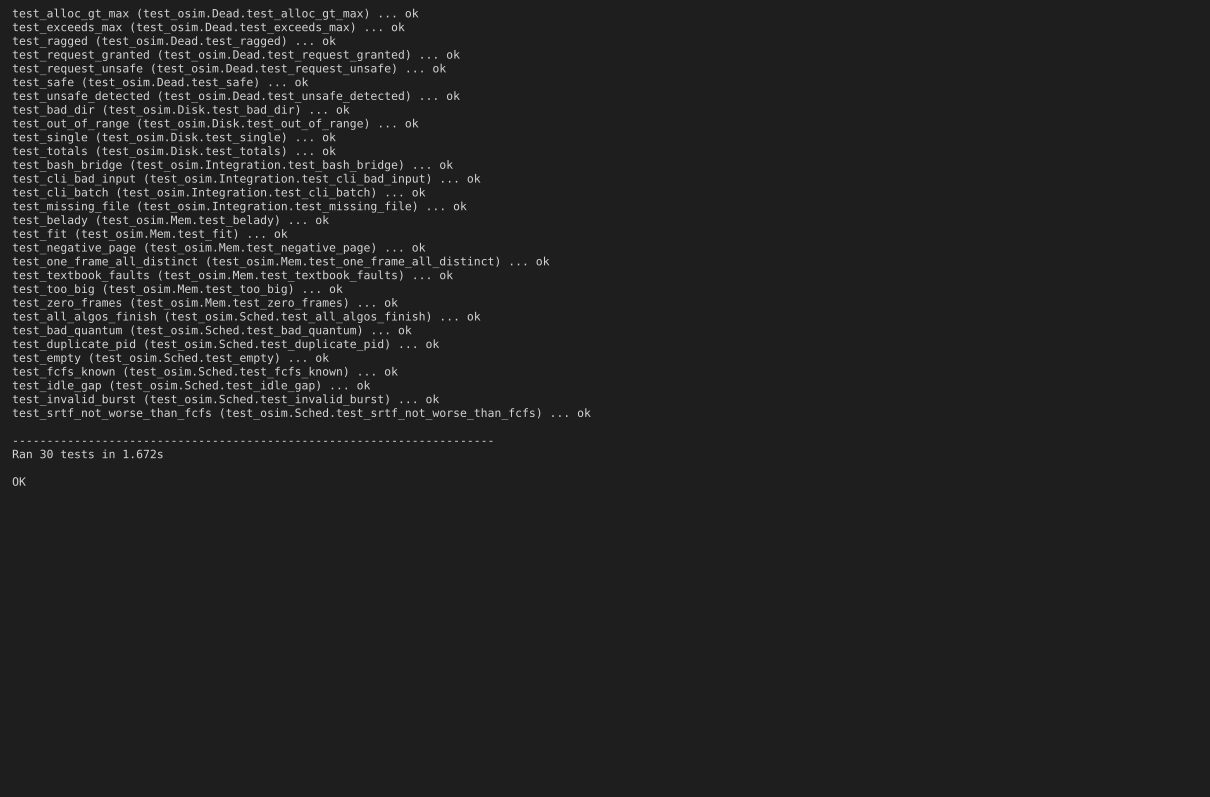 test_alloc_gt_max (test_osim.Dead.test_alloc_gt_max) ... ok
test_exceeds_max (test_osim.Dead.test_exceeds_max) ... ok
test_ragged (test_osim.Dead.test_ragged) ... ok
test_request_granted (test_osim.Dead.test_request_granted) ... ok
test_request_unsafe (test_osim.Dead.test_request_unsafe) ... ok
test_safe (test_osim.Dead.test_safe) ... ok
test_unsafe_detected (test_osim.Dead.test_unsafe_detected) ... ok
test_bad_dir (test_osim.Disk.test_bad_dir) ... ok
test_out_of_range (test_osim.Disk.test_out_of_range) ... ok
test_single (test_osim.Disk.test_single) ... ok
test_totals (test_osim.Disk.test_totals) ... ok
test_bash_bridge (test_osim.Integration.test_bash_bridge) ... ok
test_cli_bad_input (test_osim.Integration.test_cli_bad_input) ... ok
test_cli_batch (test_osim.Integration.test_cli_batch) ... ok
test_missing_file (test_osim.Integration.test_missing_file) ... ok
test_belady (test_osim.Mem.test_belady) ... ok
test_fit (test_osim.Mem.test_fit) ... ok
test_negative_page (test_osim.Mem.test_negative_page) ... ok
test_one_frame_all_distinct (test_osim.Mem.test_one_frame_all_distinct) ... ok
test_textbook_faults (test_osim.Mem.test_textbook_faults) ... ok
test_too_big (test_osim.Mem.test_too_big) ... ok
test_zero_frames (test_osim.Mem.test_zero_frames) ... ok
test_all_algos_finish (test_osim.Sched.test_all_algos_finish) ... ok
test_bad_quantum (test_osim.Sched.test_bad_quantum) ... ok
test_duplicate_pid (test_osim.Sched.test_duplicate_pid) ... ok
test_empty (test_osim.Sched.test_empty) ... ok
test_fcfs_known (test_osim.Sched.test_fcfs_known) ... ok
test_idle_gap (test_osim.Sched.test_idle_gap) ... ok
test_invalid_burst (test_osim.Sched.test_invalid_burst) ... ok
test_srtf_not_worse_than_fcfs (test_osim.Sched.test_srtf_not_worse_than_fcfs) ... ok
----------------------------------------------------------------------
Ran 30 tests in 1.672s
OK